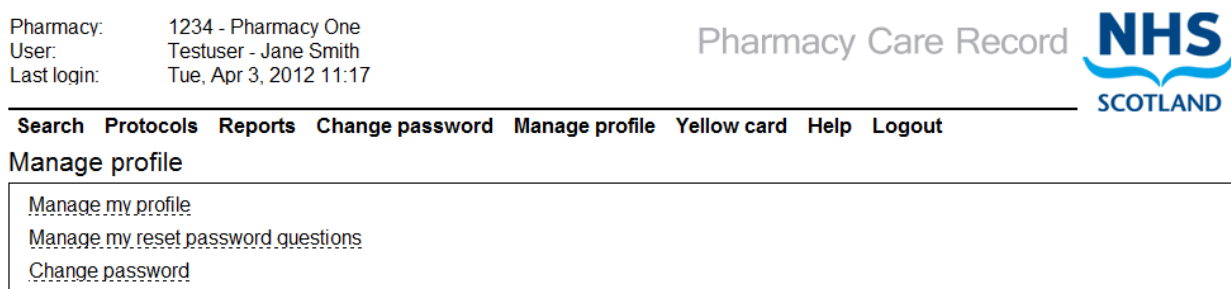 Pharmacy: 1234 - Pharmacy One
User: Testuser - Jane Smith
Last login: Tue, Apr 3, 2012 11:17
Pharmacy Care Record
NHS
SCOTLAND
Search Protocols Reports Change password Manage profile Yellow card Help Logout
Manage profile
Manage my profile
Manage my reset password questions
Change password